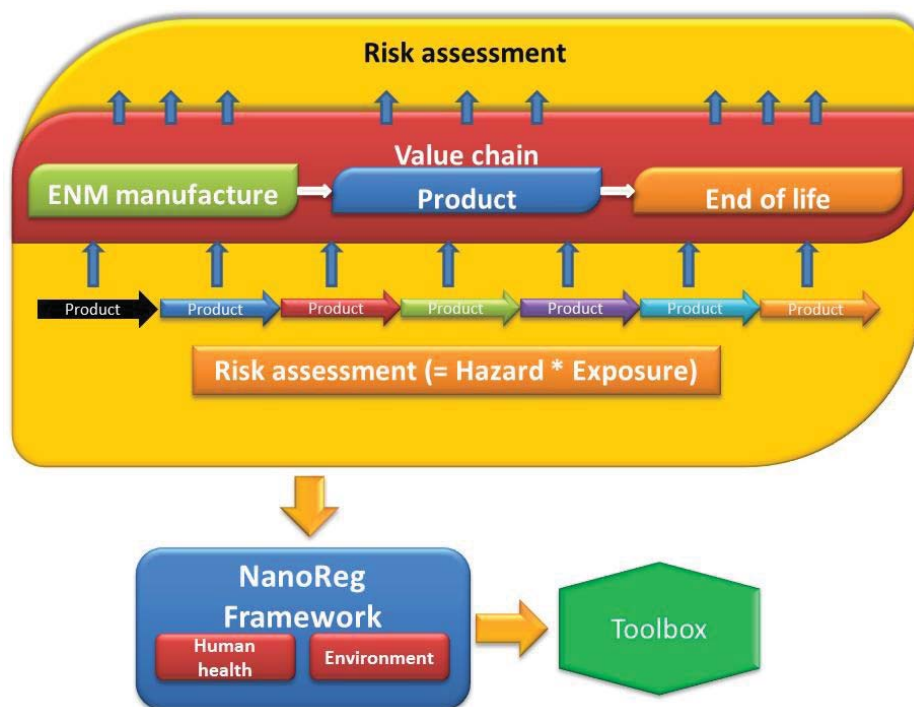 Risk assessment
Value chain
ENM manufacture
Product
End of life
Product
Product
Product
Product
Product
Product
Product
Risk assessment (= Hazard * Exposure)
NanoReg
Framework
Human
health
Environment
Toolbox